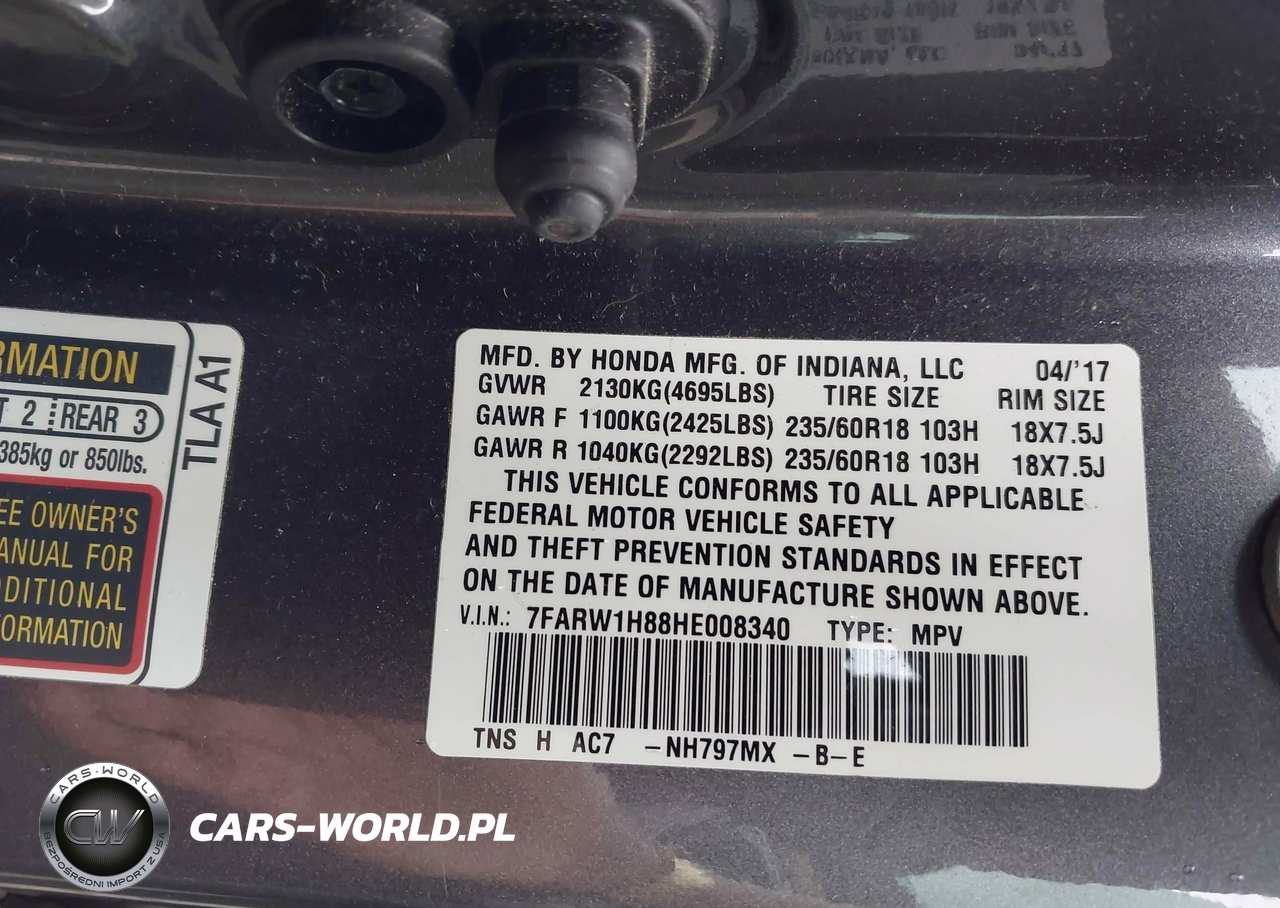 RMATION
T 2 REAR 3
385kg or 850lbs.
EE OWNER'S
ANUAL FOR
DDITIONAL
ORMATION
TLA A1
MFD. BY HONDA MFG. OF INDIANA, LLC 04/'17
GVWR 2130KG(4695LBS) TIRE SIZE RIM SIZE
GAWR F 1100KG(2425LBS) 235/60R18 103H 18X7.5J
GAWR R 1040KG(2292LBS) 235/60R18 103H 18X7.5J
THIS VEHICLE CONFORMS TO ALL APPLICABLE
FEDERAL MOTOR VEHICLE SAFETY
AND THEFT PREVENTION STANDARDS IN EFFECT
ON THE DATE OF MANUFACTURE SHOWN ABOVE.
V.I.N.: 7FARW1H88HE008340 TYPE: MPV
TNS H AC7 -NH797MX -B-E
CARS-WORLD
CW
BEZPOŚREDNI IMPORT Z USA
CARS-WORLD.PL